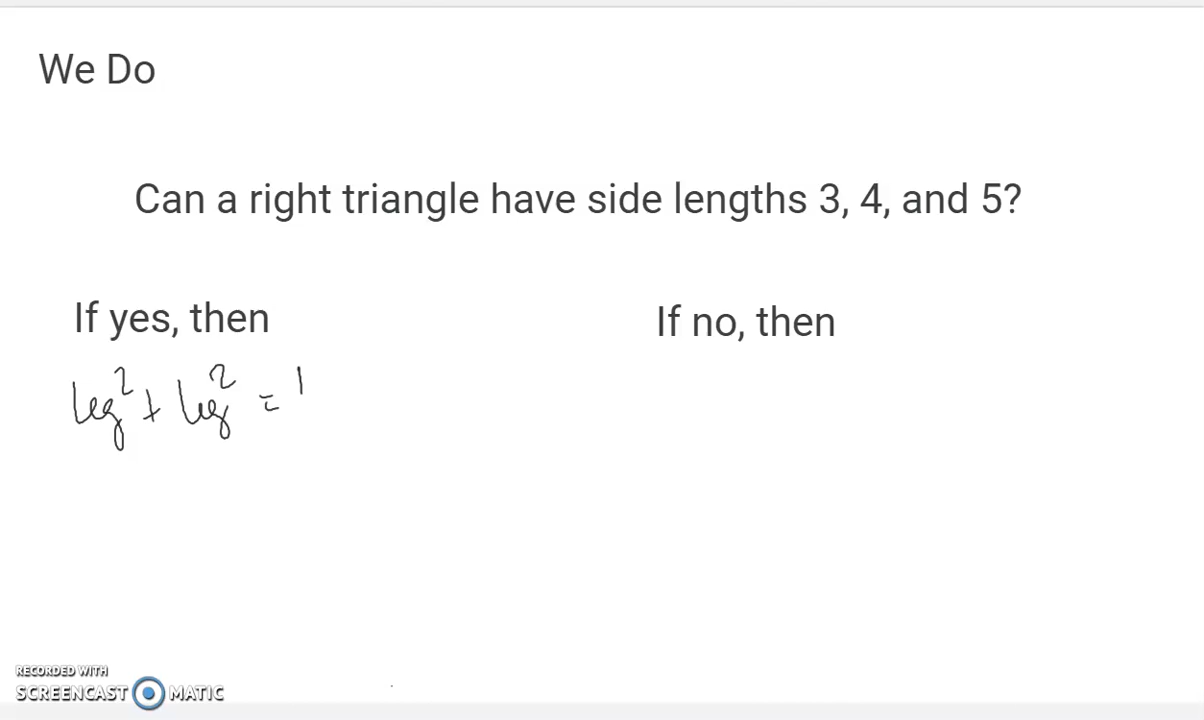 We Do
Can a right triangle have side lengths 3, 4, and 5?
If yes, then
If no, then
leg² + leg² =
RECORDED WITH
SCREENCAST MATIC